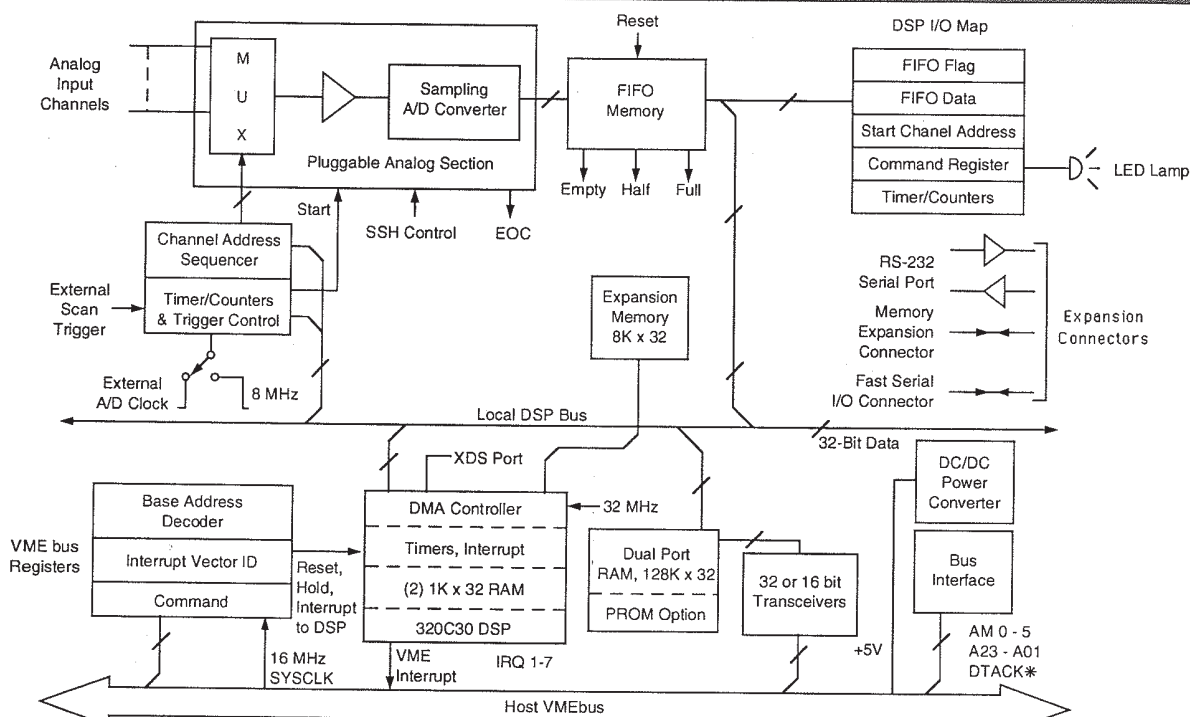 Analog
Input
Channels
M
U
X
Sampling
A/D Converter
Pluggable Analog Section
Reset
FIFO
Memory
Empty
Half
Full
DSP I/O Map
FIFO Flag
FIFO Data
Start Chanel Address
Command Register
Timer/Counters
LED Lamp
Start
SSH Control
EOC
Channel Address
Sequencer
Timer/Counters
& Trigger Control
External
Scan
Trigger
External
A/D Clock
8 MHz
Expansion
Memory
8K x 32
RS-232
Serial Port
Memory
Expansion
Connector
Fast Serial
I/O Connector
Expansion
Connectors
Local DSP Bus
32-Bit Data
XDS Port
32 MHz
VME bus
Registers
Base Address
Decoder
Interrupt Vector ID
Command
Reset,
Hold,
Interrupt
to DSP
DMA Controller
Timers, Interrupt
(2) 1K x 32 RAM
320C30 DSP
Dual Port
RAM, 128K x 32
PROM Option
32 or 16 bit
Transceivers
DC/DC
Power
Converter
Bus
Interface
16 MHz
SYSCLK
VME
Interrupt
IRQ 1-7
+5V
AM 0 - 5
A23 - A01
DTACK*
Host VMEbus